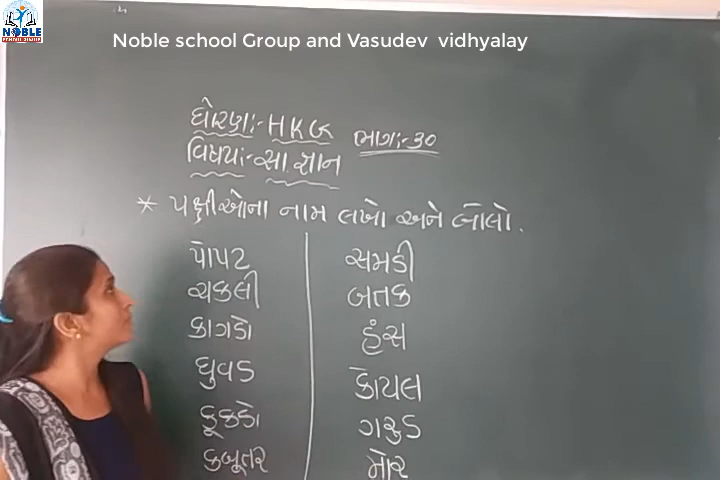 NOBLE
Noble school Group and Vasudev vidhyalay
ધોરણઃ- HKG ભાગઃ- ૩૦
વિષયઃ- સા.જ્ઞાન
* પક્ષીઓના નામ લખો અને બોલો.
પોપટ સમડી
ચકલી બતક
કાગડો હંસ
ઘુવડ કોયલ
કૂકડો ગરુડ
કબૂતર મોર